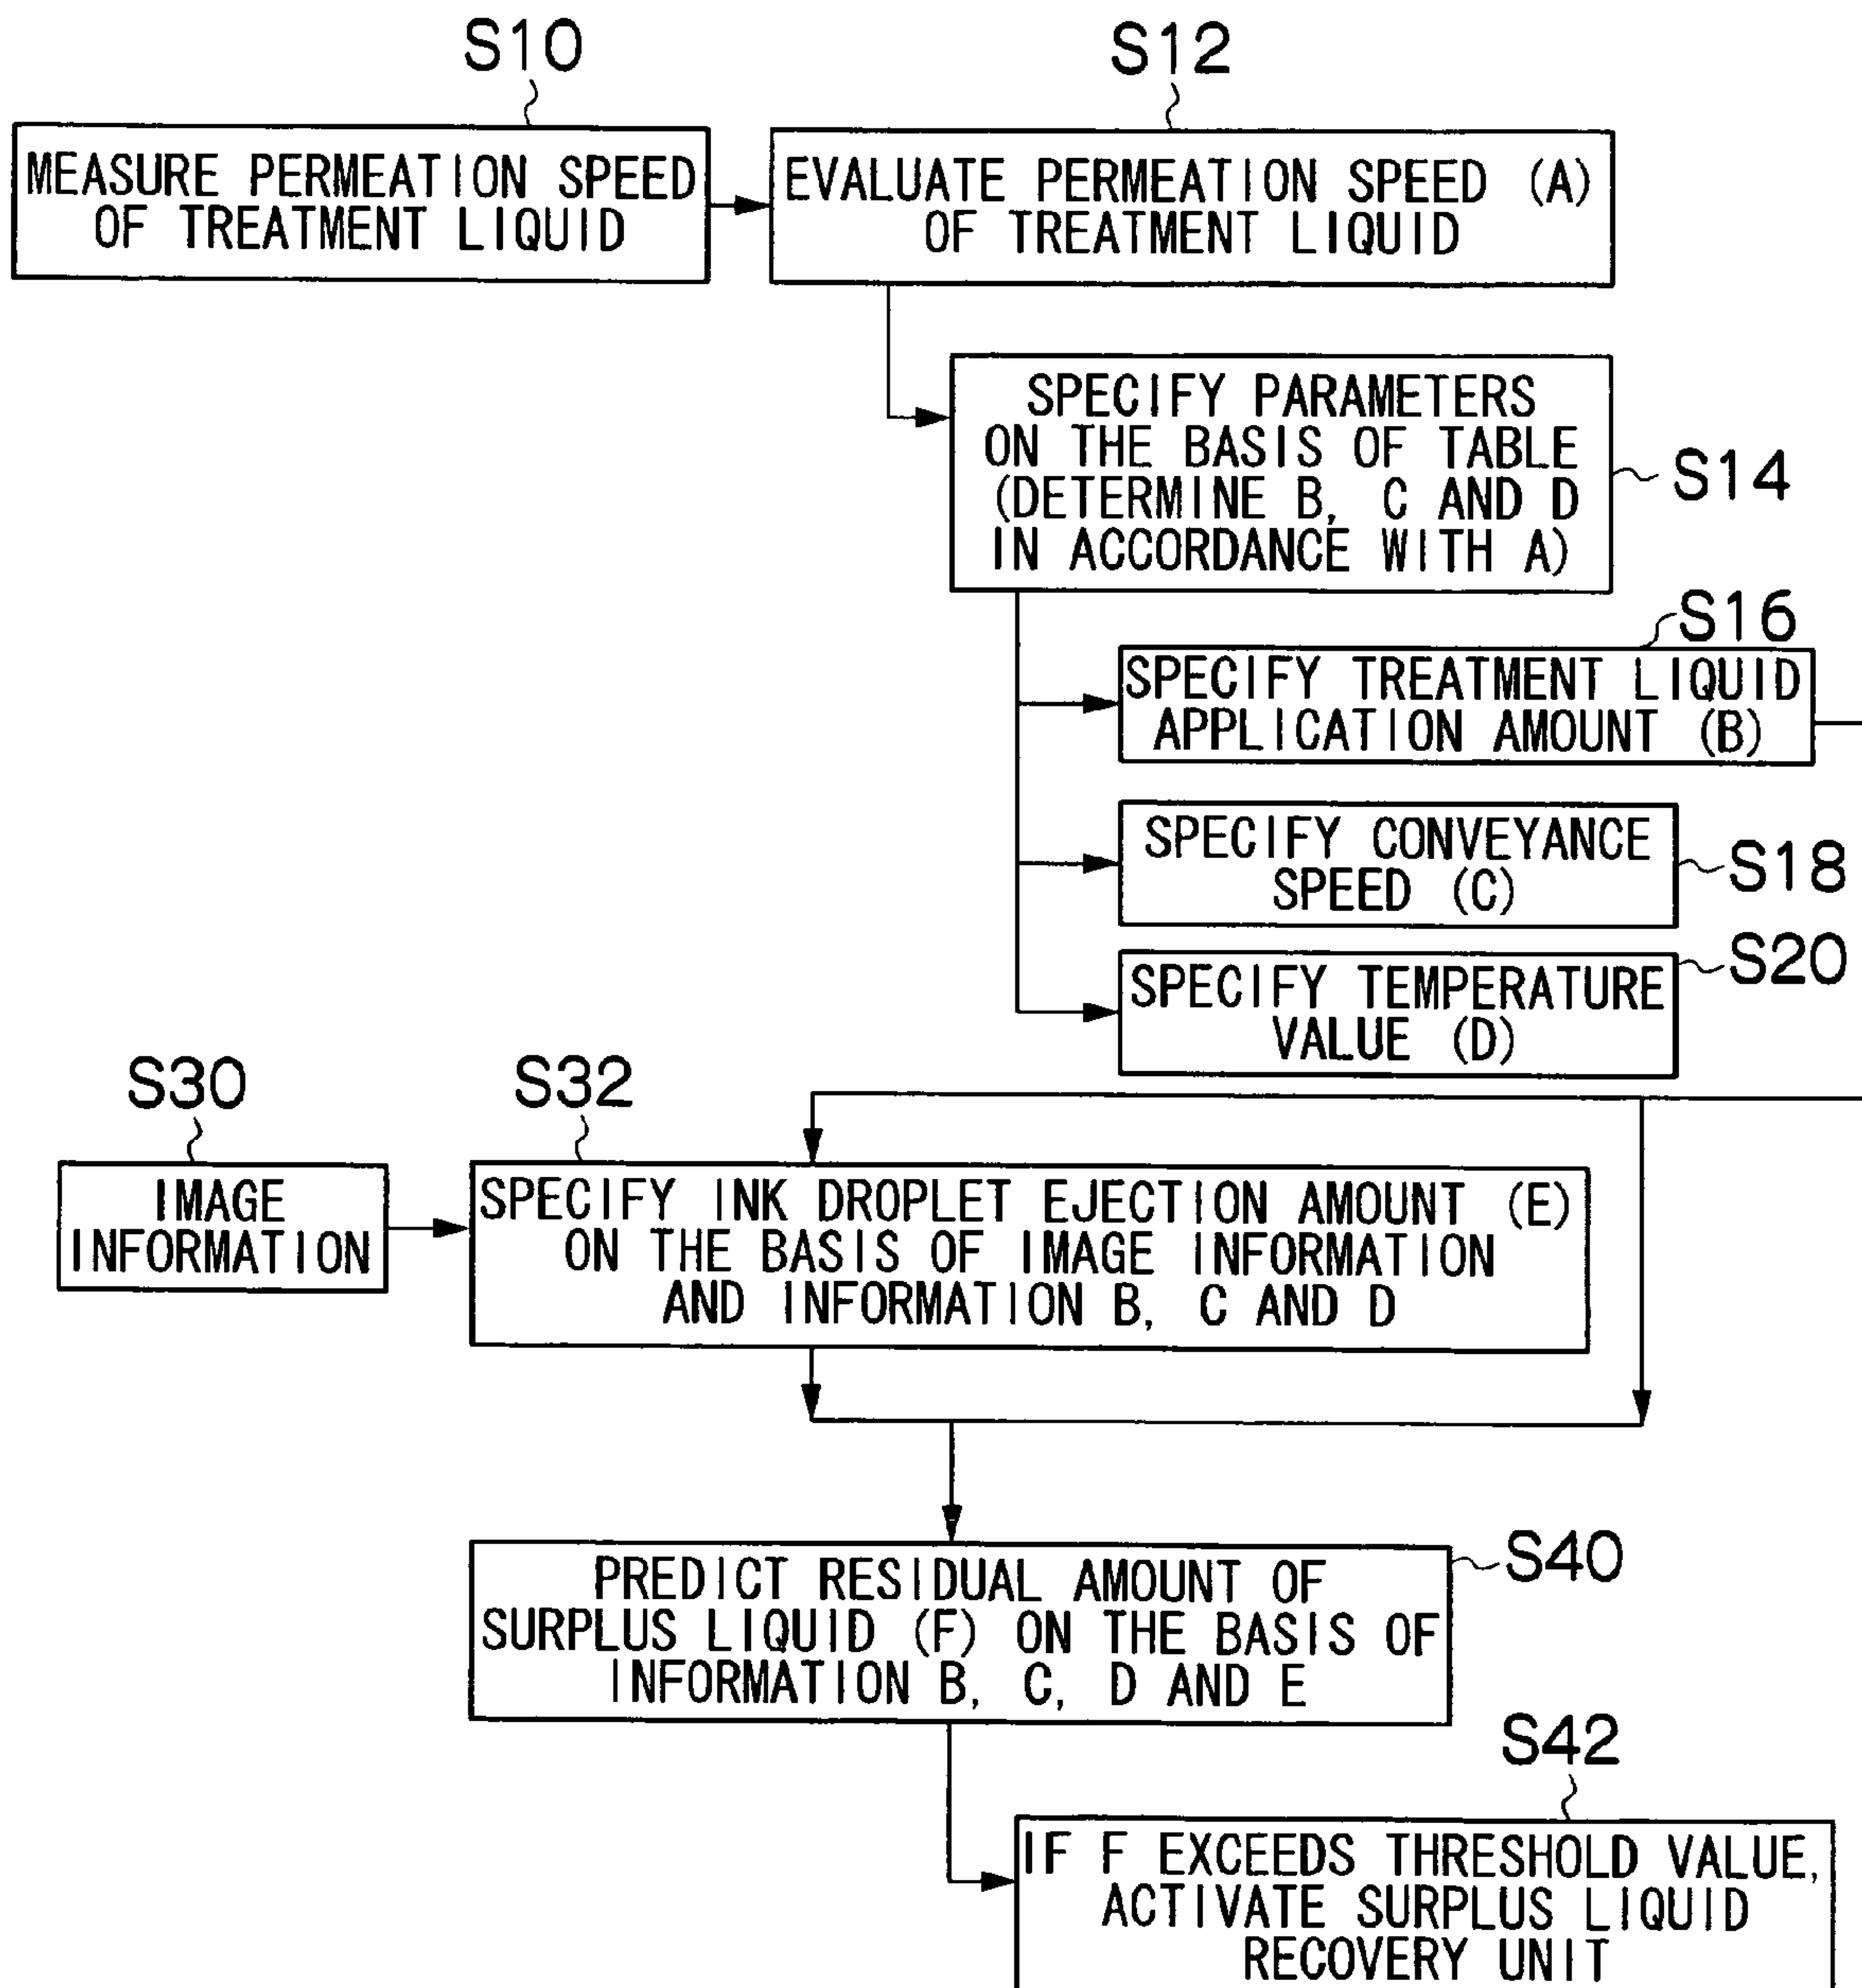 S10
MEASURE PERMEATION SPEED
OF TREATMENT LIQUID
S12
EVALUATE PERMEATION SPEED (A)
OF TREATMENT LIQUID
SPECIFY PARAMETERS
ON THE BASIS OF TABLE
(DETERMINE B, C AND D
IN ACCORDANCE WITH A)
S14
S16
SPECIFY TREATMENT LIQUID
APPLICATION AMOUNT (B)
SPECIFY CONVEYANCE
SPEED (C)
S18
S20
SPECIFY TEMPERATURE
VALUE (D)
S30
IMAGE
INFORMATION
S32
SPECIFY INK DROPLET EJECTION AMOUNT (E)
ON THE BASIS OF IMAGE INFORMATION
AND INFORMATION B, C AND D
S40
PREDICT RESIDUAL AMOUNT OF
SURPLUS LIQUID (F) ON THE BASIS OF
INFORMATION B, C, D AND E
S42
IF F EXCEEDS THRESHOLD VALUE,
ACTIVATE SURPLUS LIQUID
RECOVERY UNIT